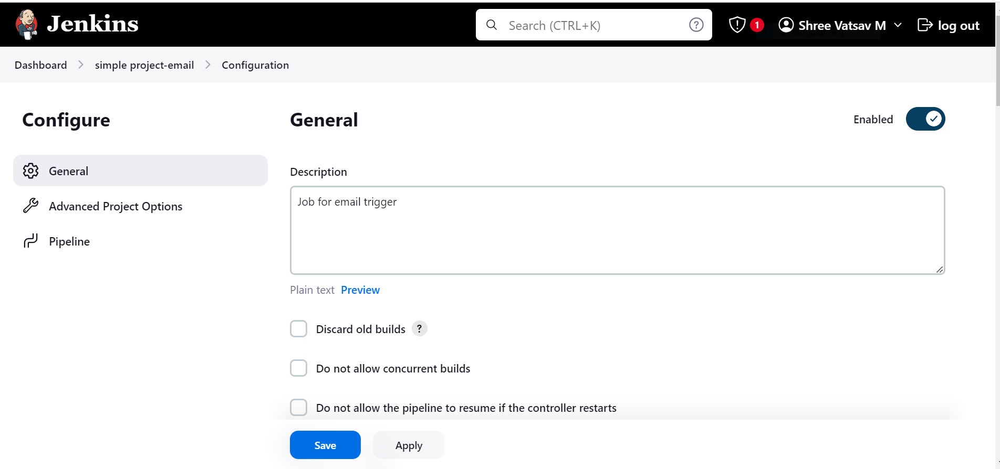 Jenkins
Search (CTRL+K)
?
1
Shree Vatsav M
log out
Dashboard
simple project-email
Configuration
Configure
General
Advanced Project Options
Pipeline
General
Enabled
Description
Job for email trigger
Plain text Preview
Discard old builds ?
Do not allow concurrent builds
Do not allow the pipeline to resume if the controller restarts
Save
Apply